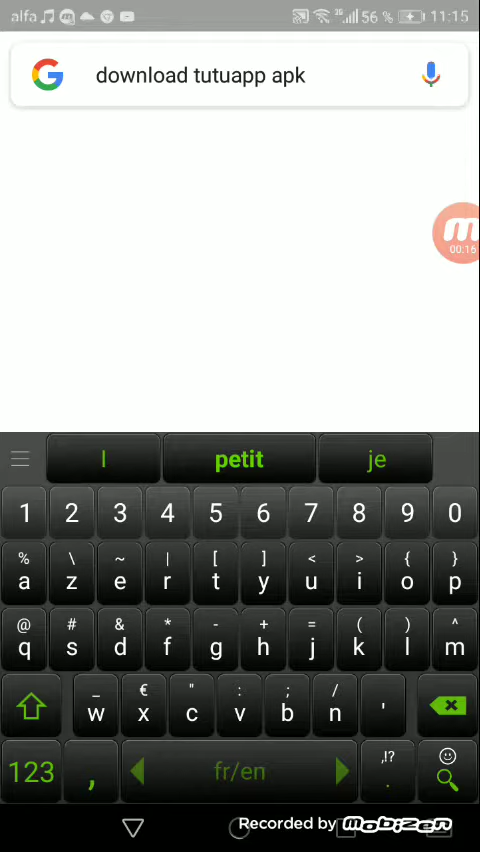 alfa 3G 56 % 11:15
download tutuapp apk
00:16
I petit je
1 2 3 4 5 6 7 8 9 0
% \ ~ | [ ] < > { }
a z e r t y u i o p
@ # & * - + = ( ) ^
q s d f g h j k l m
_ € " : ; /
w x c v b n '
,!?
123 , fr/en .
Recorded by mobizen